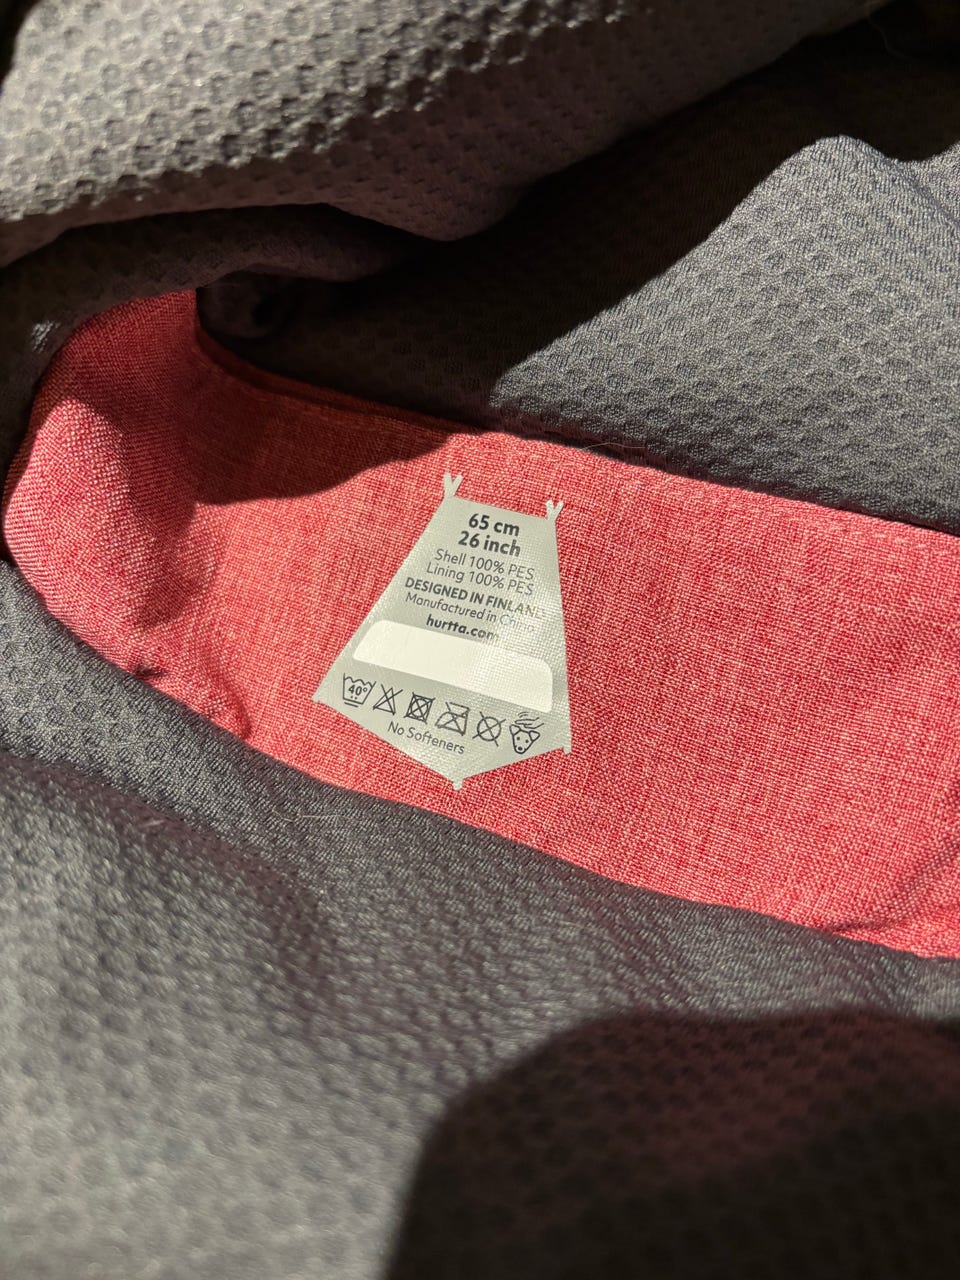 65 cm
26 inch
Shell 100% PES
Lining 100% PES
DESIGNED IN FINLAND
Manufactured in China
hurtta.com
40°
No Softeners